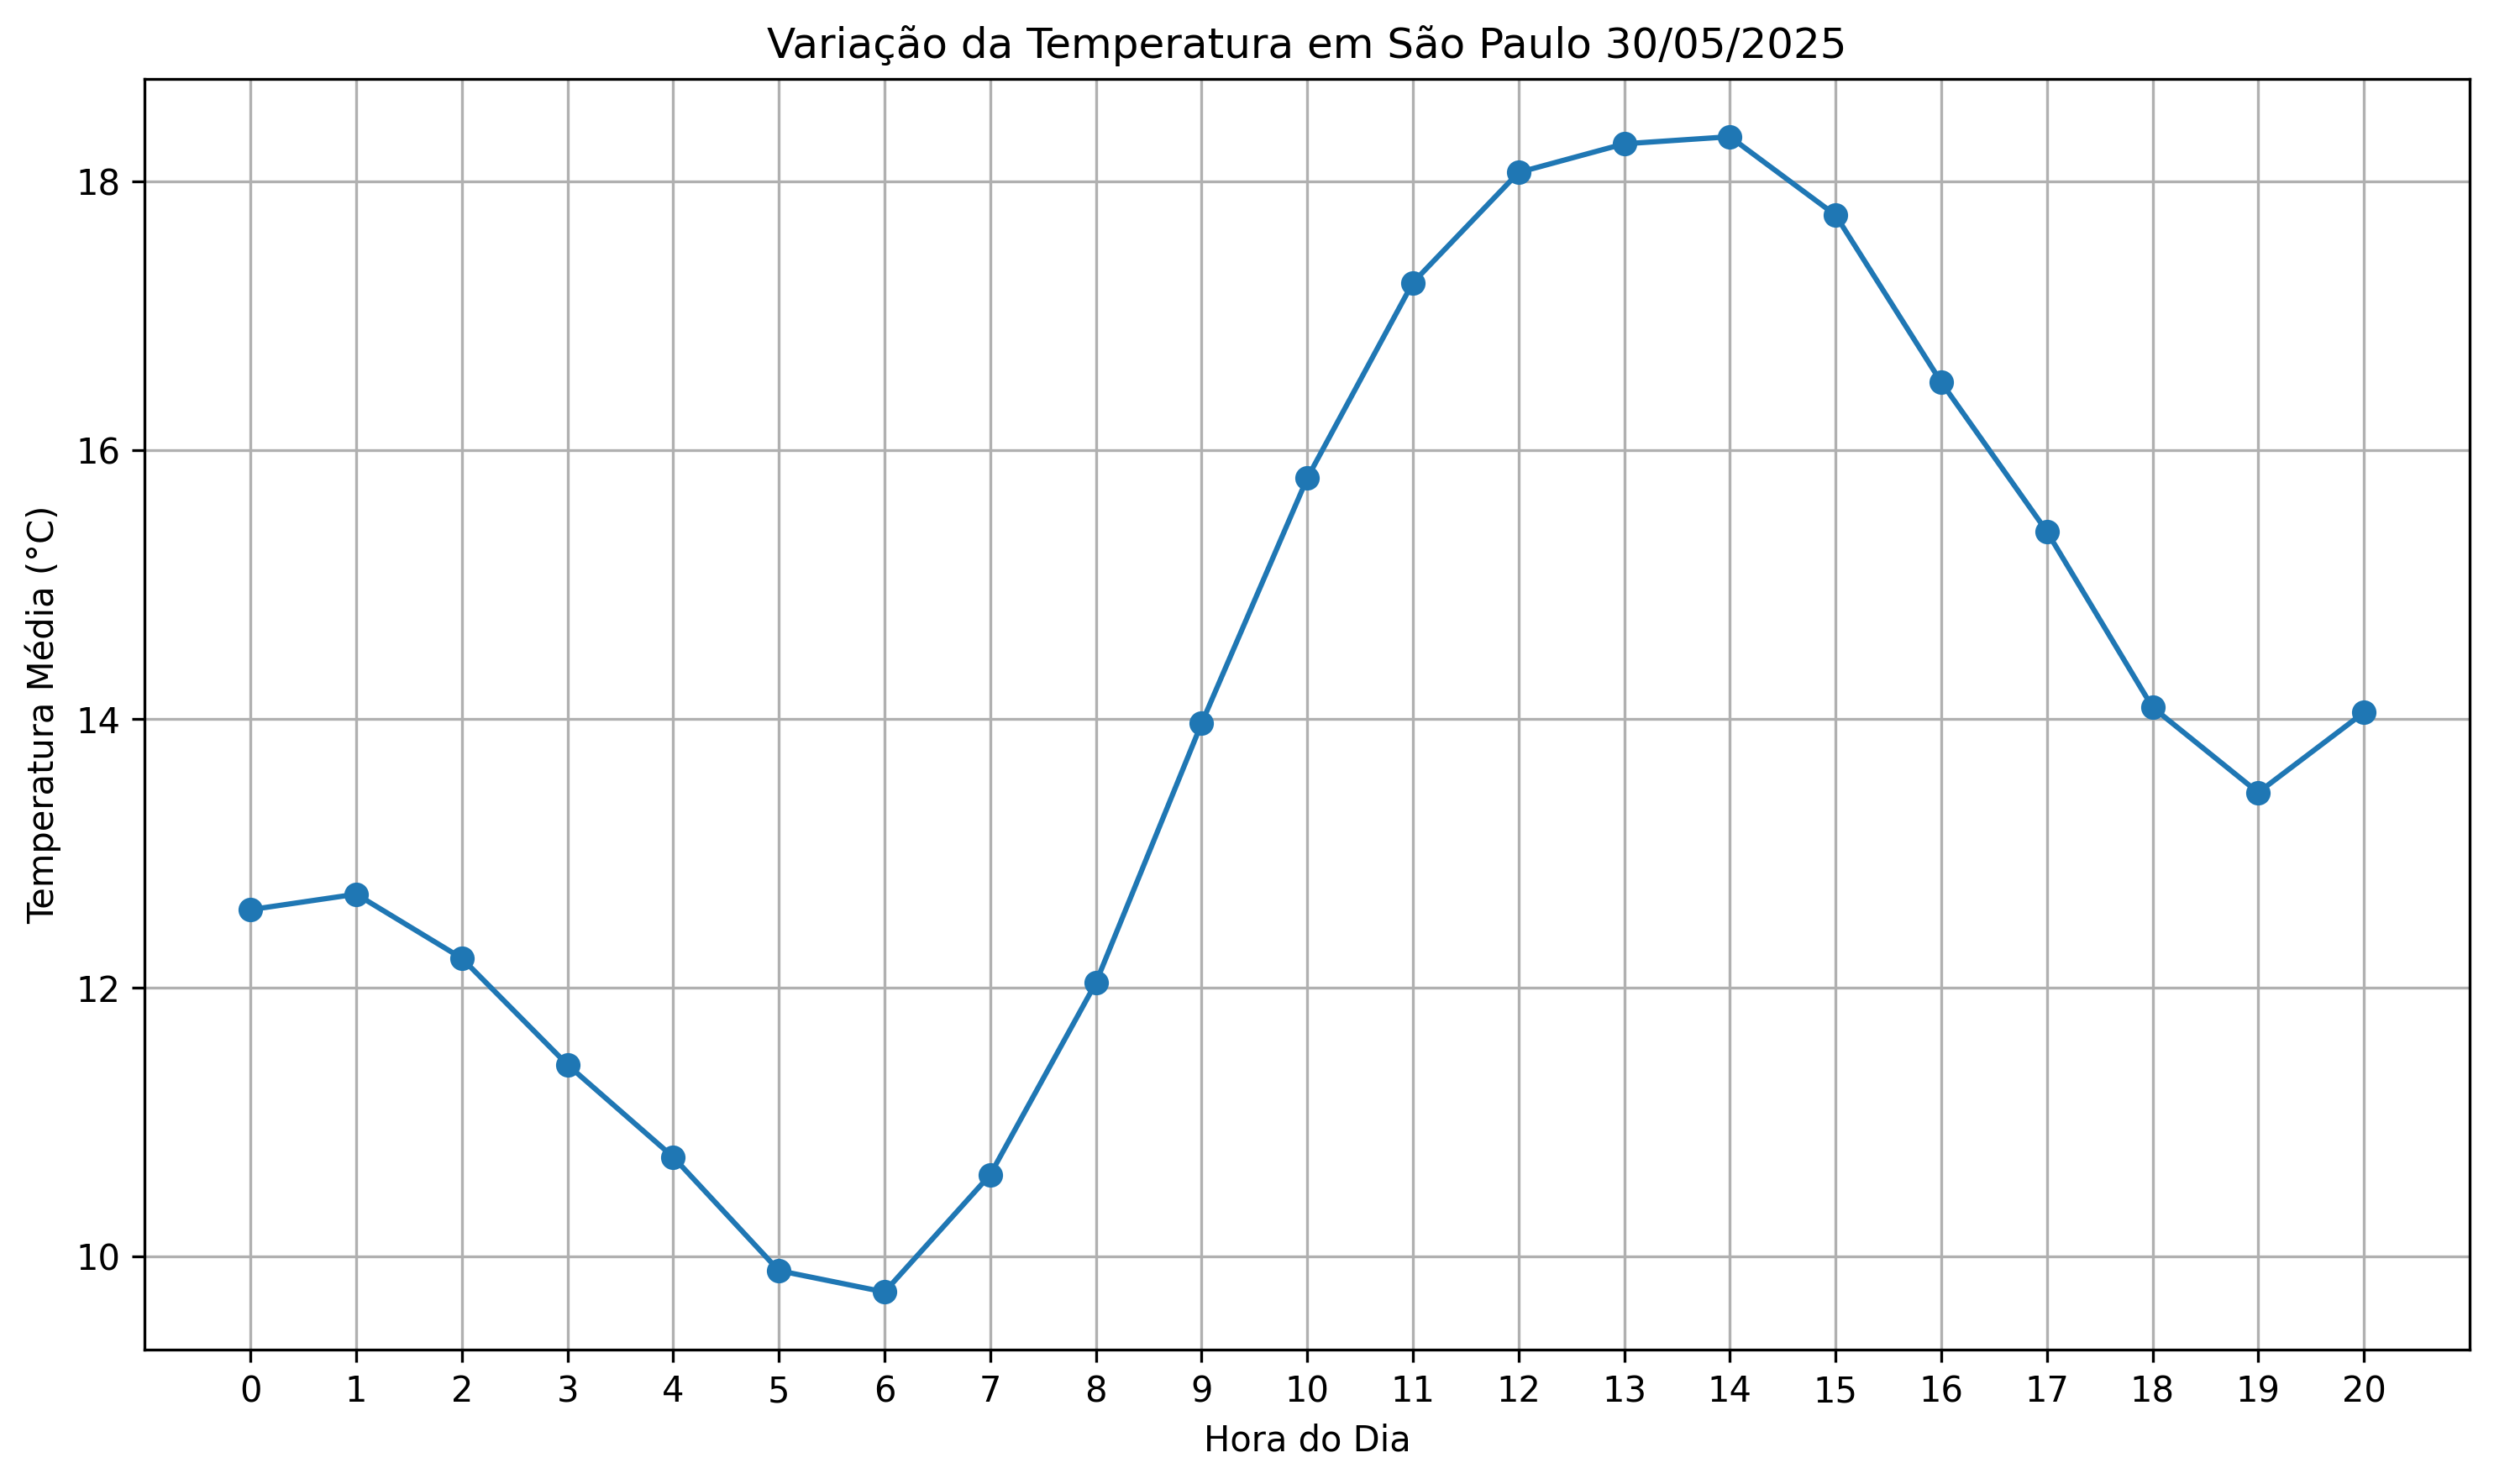 Variação da Temperatura em São Paulo 30/05/2025
Temperatura Média (°C)
18
16
14
12
10
0 1 2 3 4 5 6 7 8 9 10 11 12 13 14 15 16 17 18 19 20
Hora do Dia